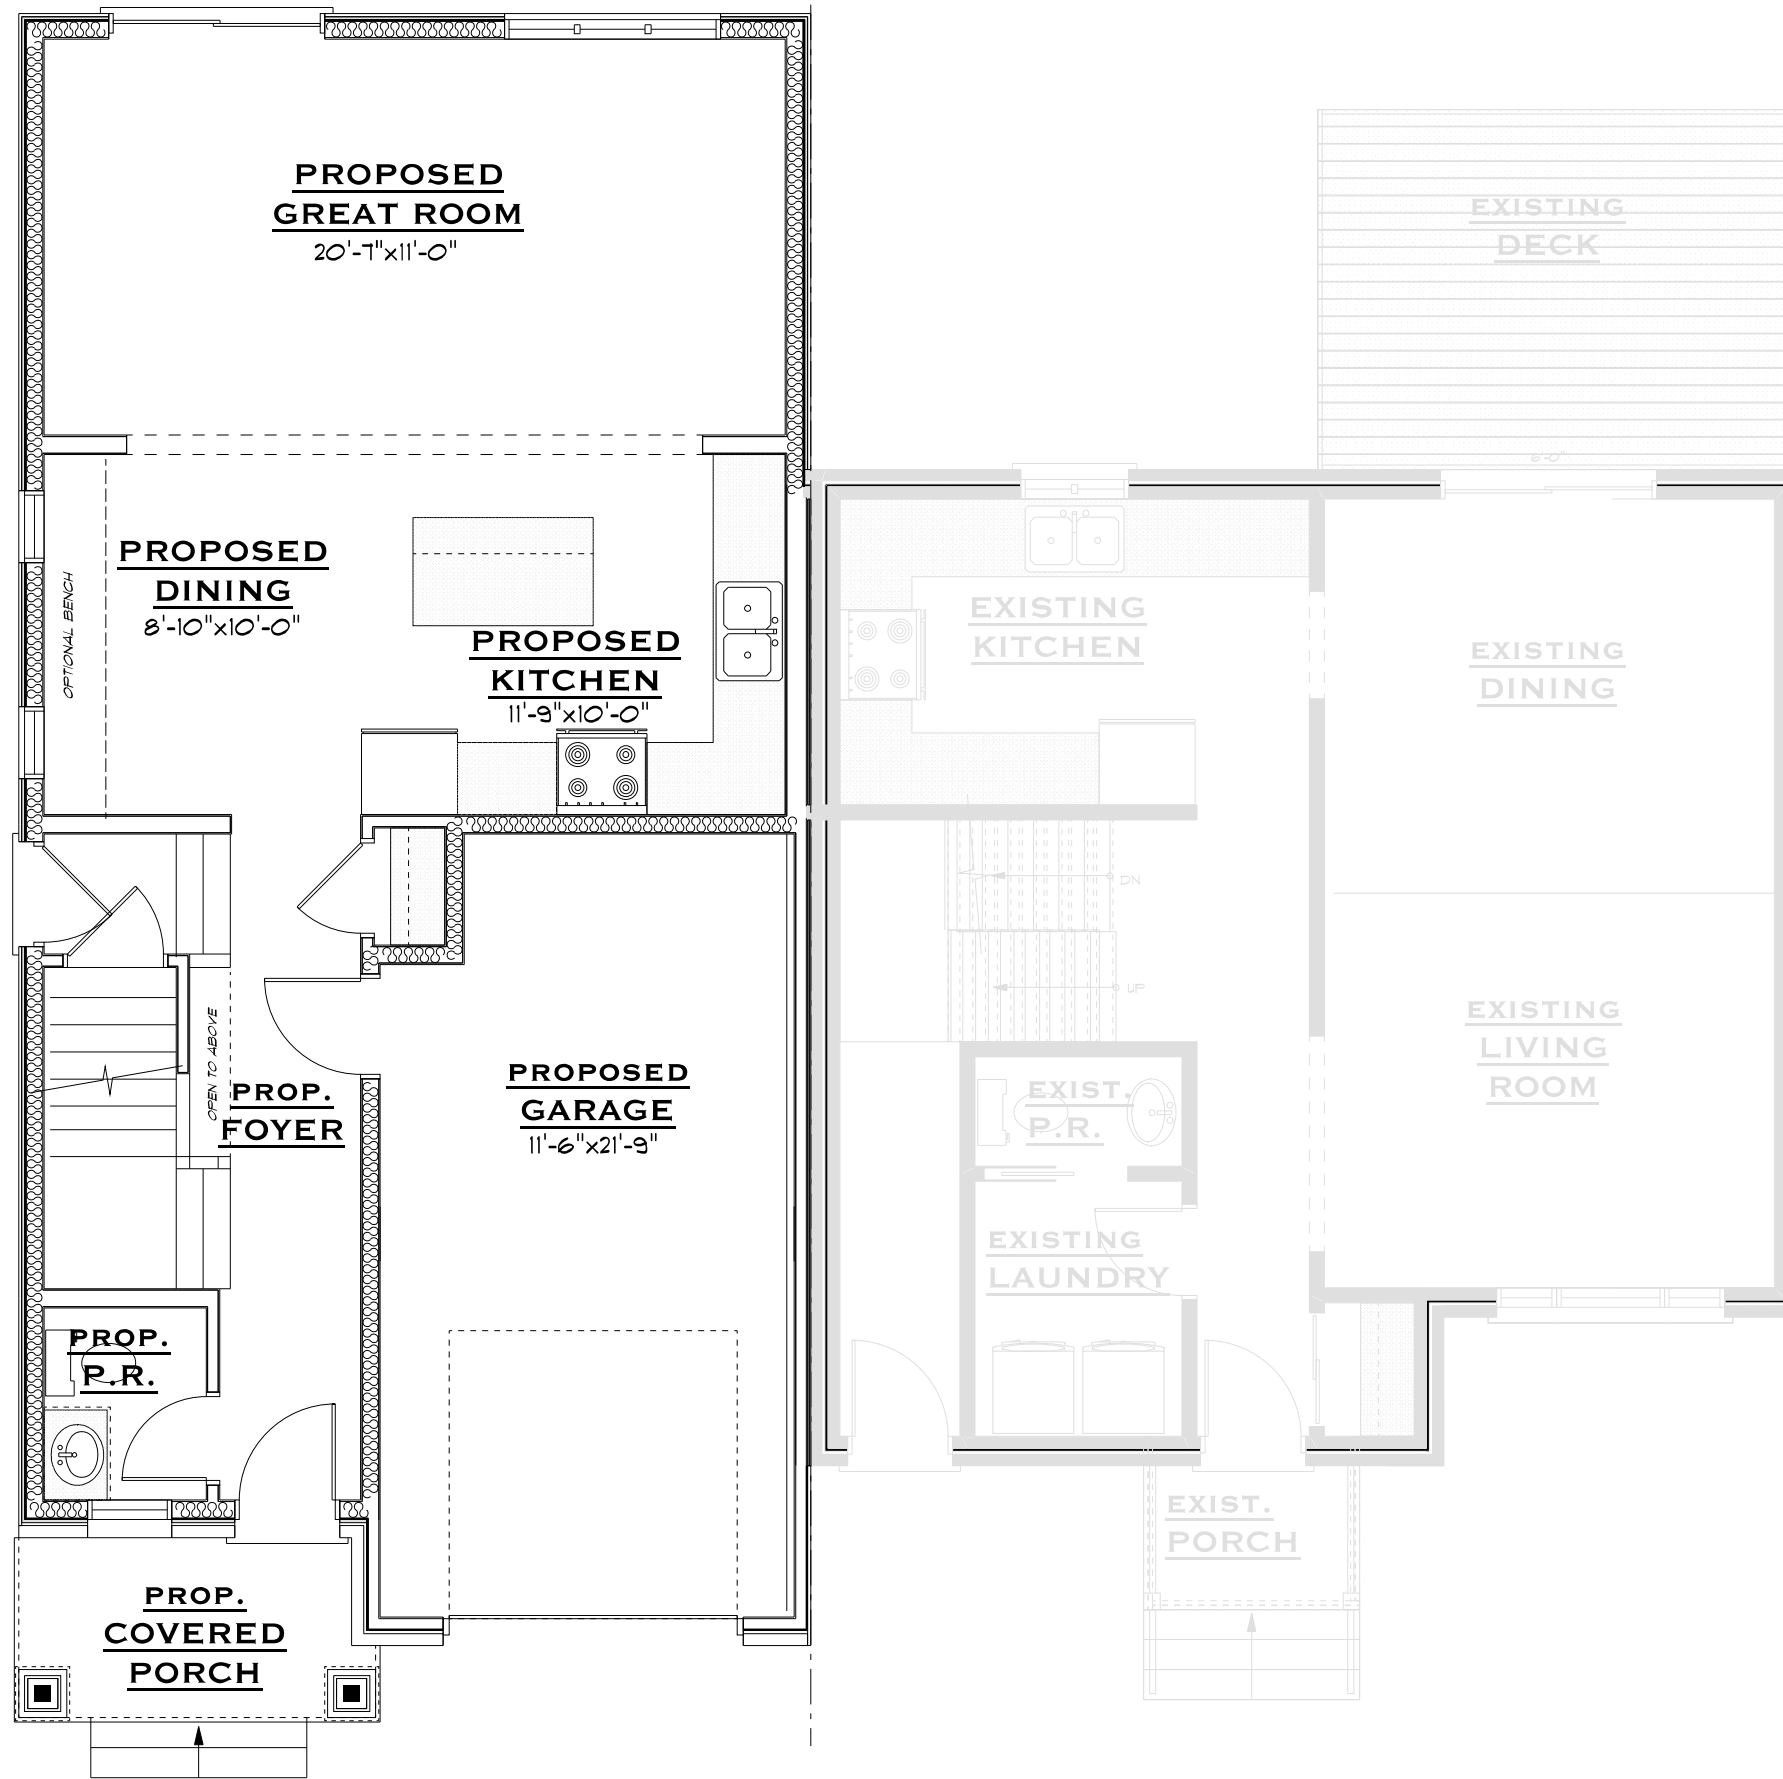 PROPOSED
GREAT ROOM
20'-7"x11'-0"
PROPOSED
DINING
8'-10"x10'-0"
OPTIONAL BENCH
PROPOSED
KITCHEN
11'-9"x10'-0"
OPEN TO ABOVE
PROP.
FOYER
PROPOSED
GARAGE
11'-6"x21'-9"
PROP.
P.R.
PROP.
COVERED
PORCH
EXISTING
DECK
6'-0"
EXISTING
KITCHEN
EXISTING
DINING
DN
UP
EXISTING
LIVING
ROOM
EXIST.
P.R.
EXISTING
LAUNDRY
EXIST.
PORCH